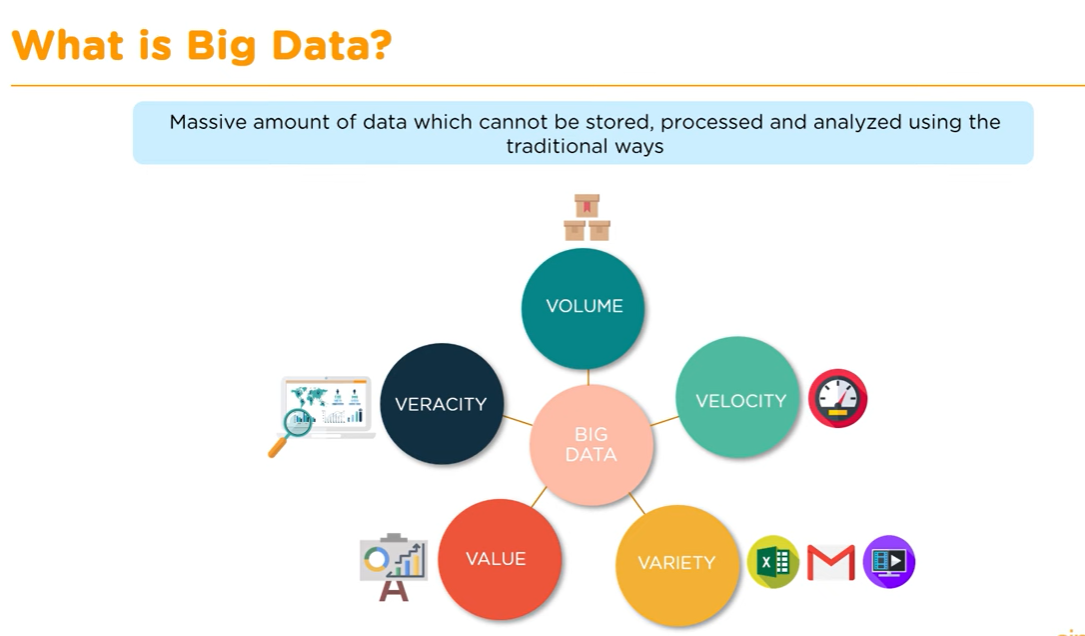 What is Big Data?
Massive amount of data which cannot be stored, processed and analyzed using the
traditional ways
VOLUME
VERACITY
VELOCITY
BIG
DATA
VALUE
VARIETY